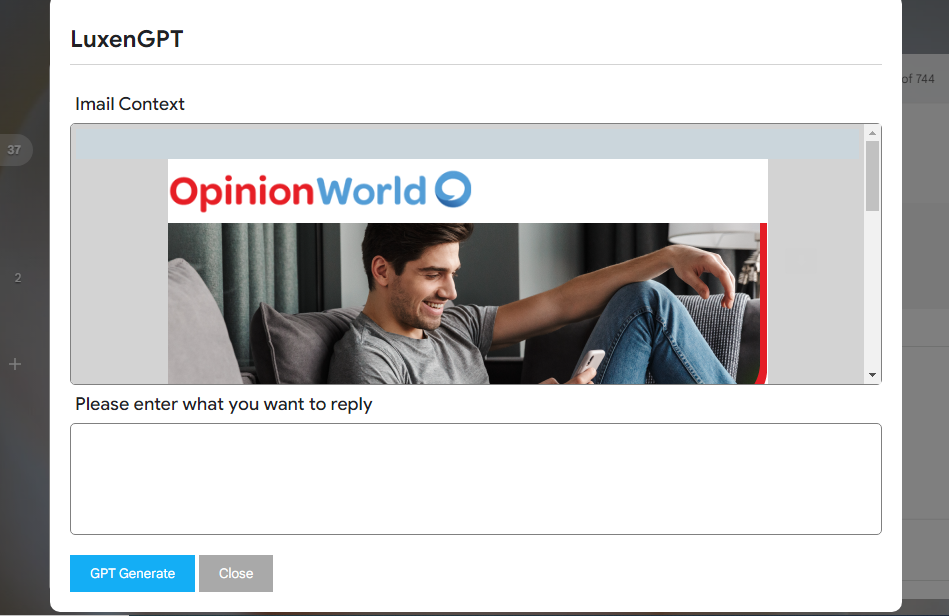 LuxenGPT
of 744
Imail Context
37
OpinionWorld
2
Please enter what you want to reply
GPT Generate
Close